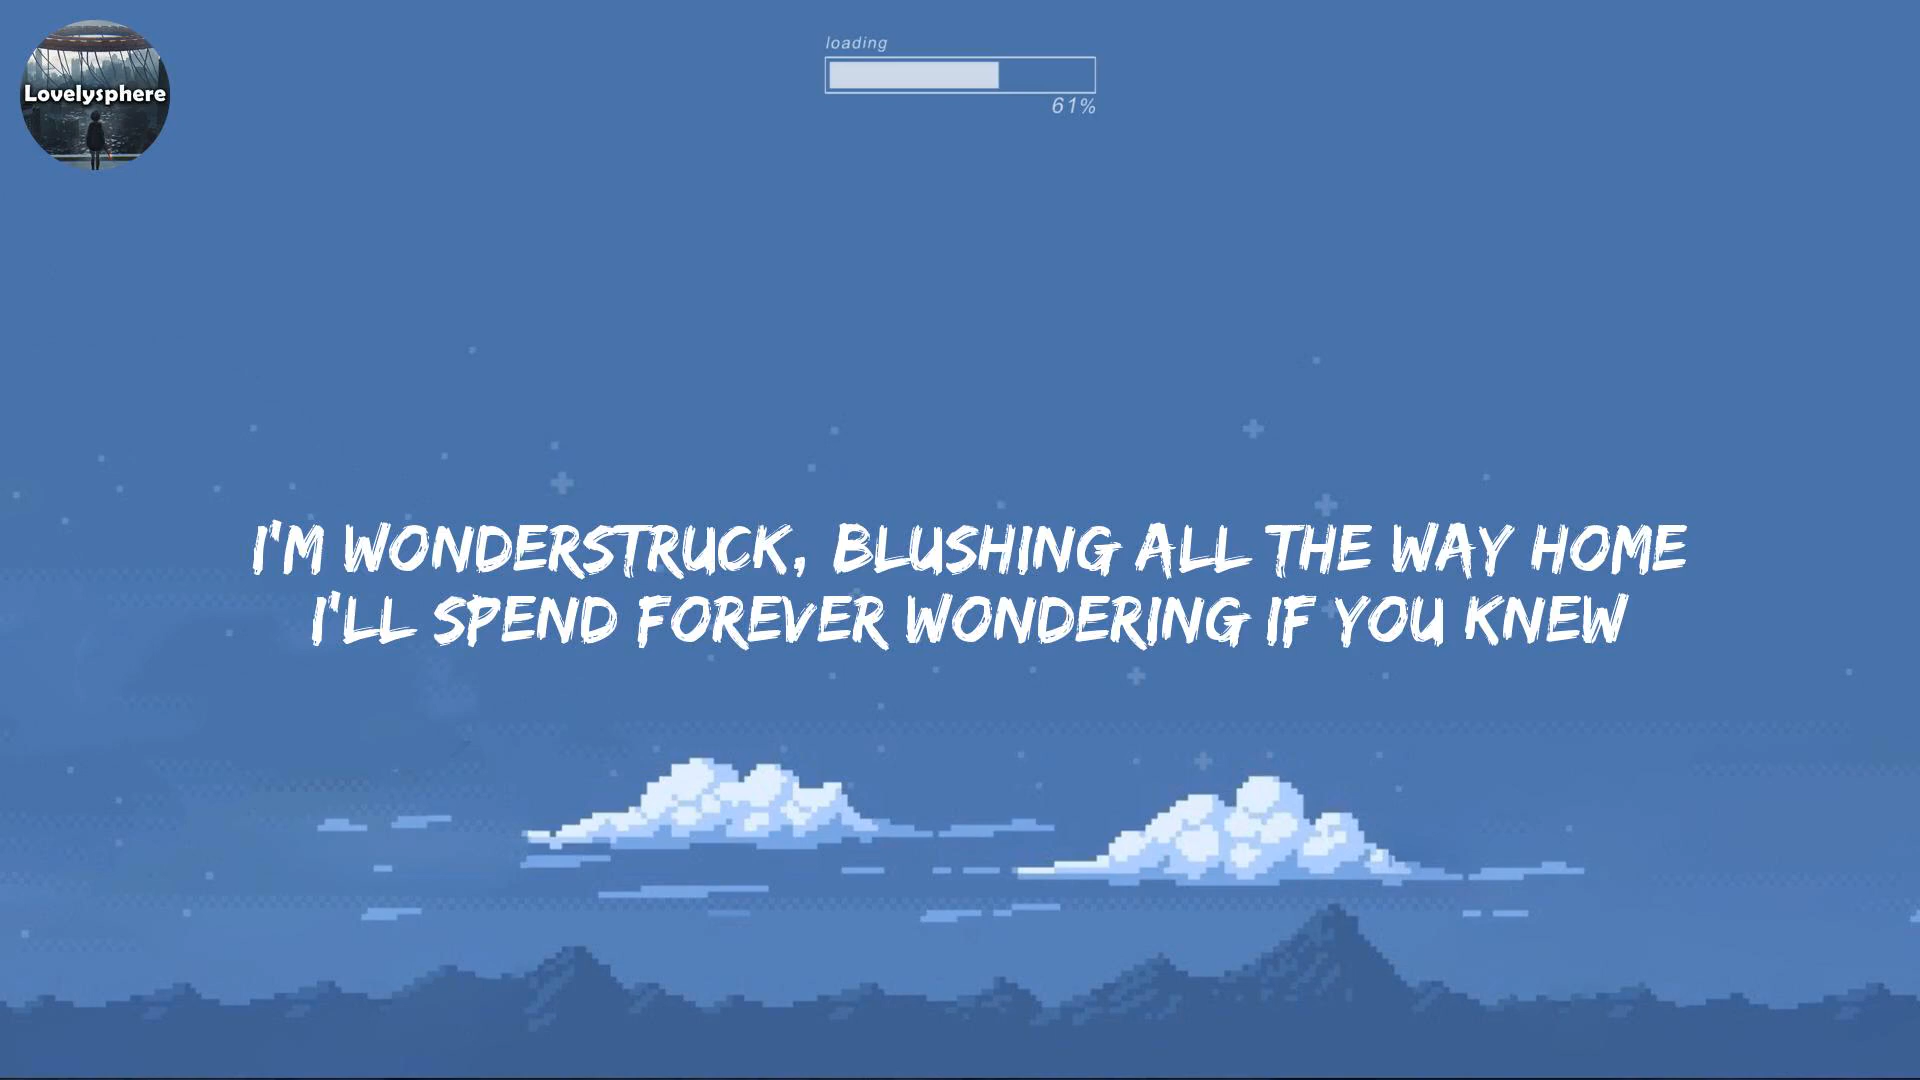 Lovelysphere
loading
61%
I'M WONDERSTRUCK, BLUSHING ALL THE WAY HOME
I'LL SPEND FOREVER WONDERING IF YOU KNEW